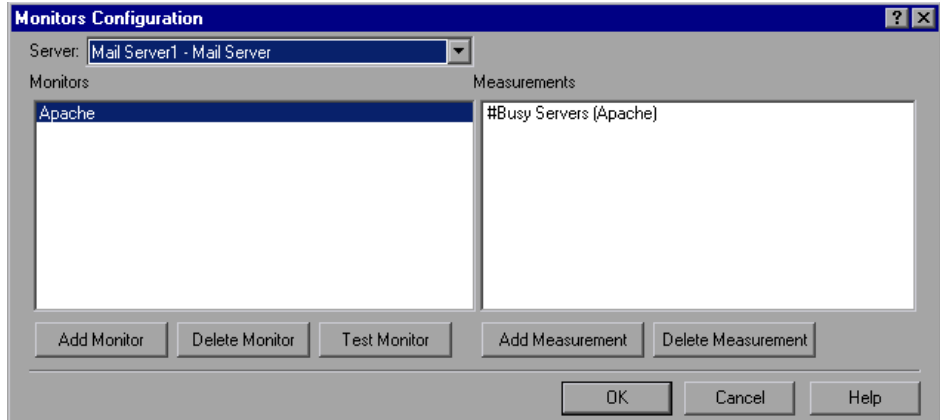 Monitors Configuration ? X
Server: Mail Server1 - Mail Server
Monitors Measurements
Apache #Busy Servers (Apache)
Add Monitor Delete Monitor Test Monitor Add Measurement Delete Measurement
OK Cancel Help